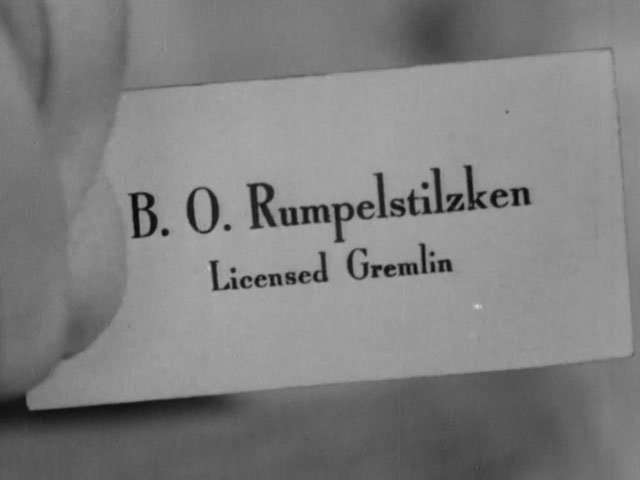 B. O. Rumpelstilzken
Licensed Gremlin